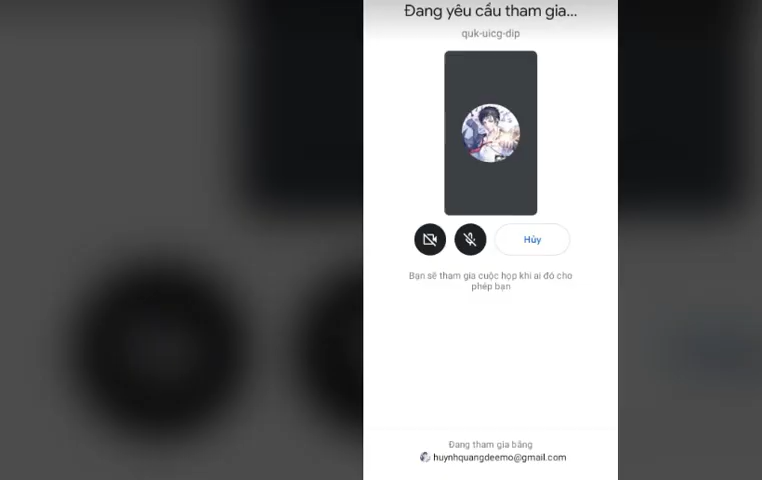 Đang yêu cầu tham gia...
quk-uicg-dip
Hủy
Bạn sẽ tham gia cuộc họp khi ai đó cho
phép bạn
Đang tham gia bằng
huynhquangdeemo@gmail.com